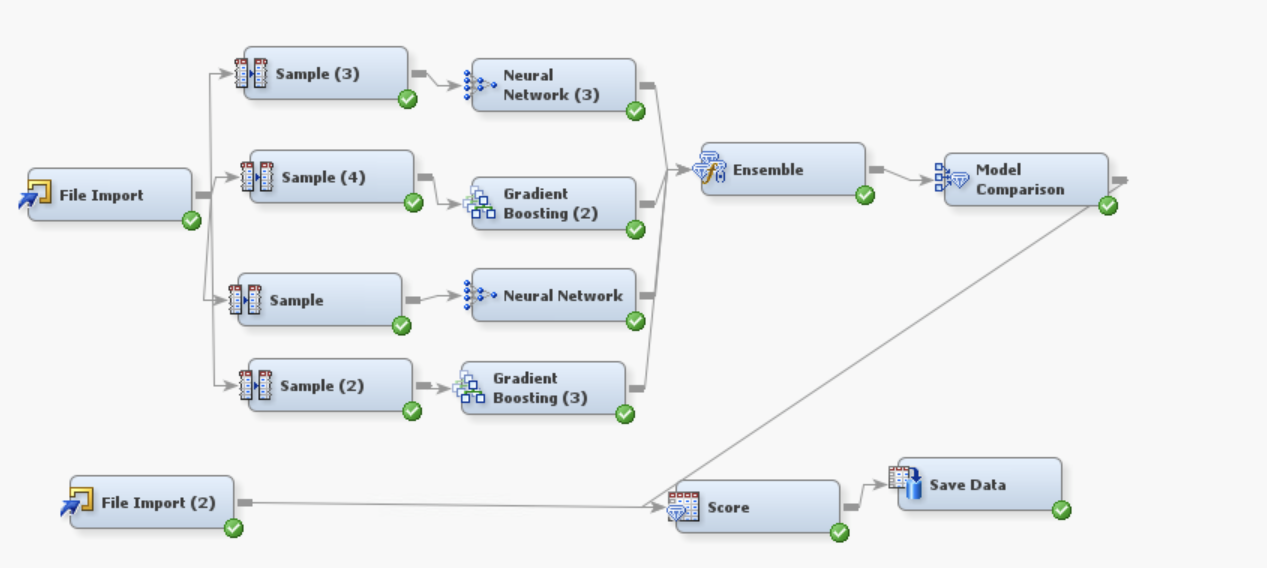 Sample (3)
Neural
Network (3)
File Import
Sample (4)
Gradient
Boosting (2)
Ensemble
Model
Comparison
Sample
Neural Network
Sample (2)
Gradient
Boosting (3)
File Import (2)
Score
Save Data